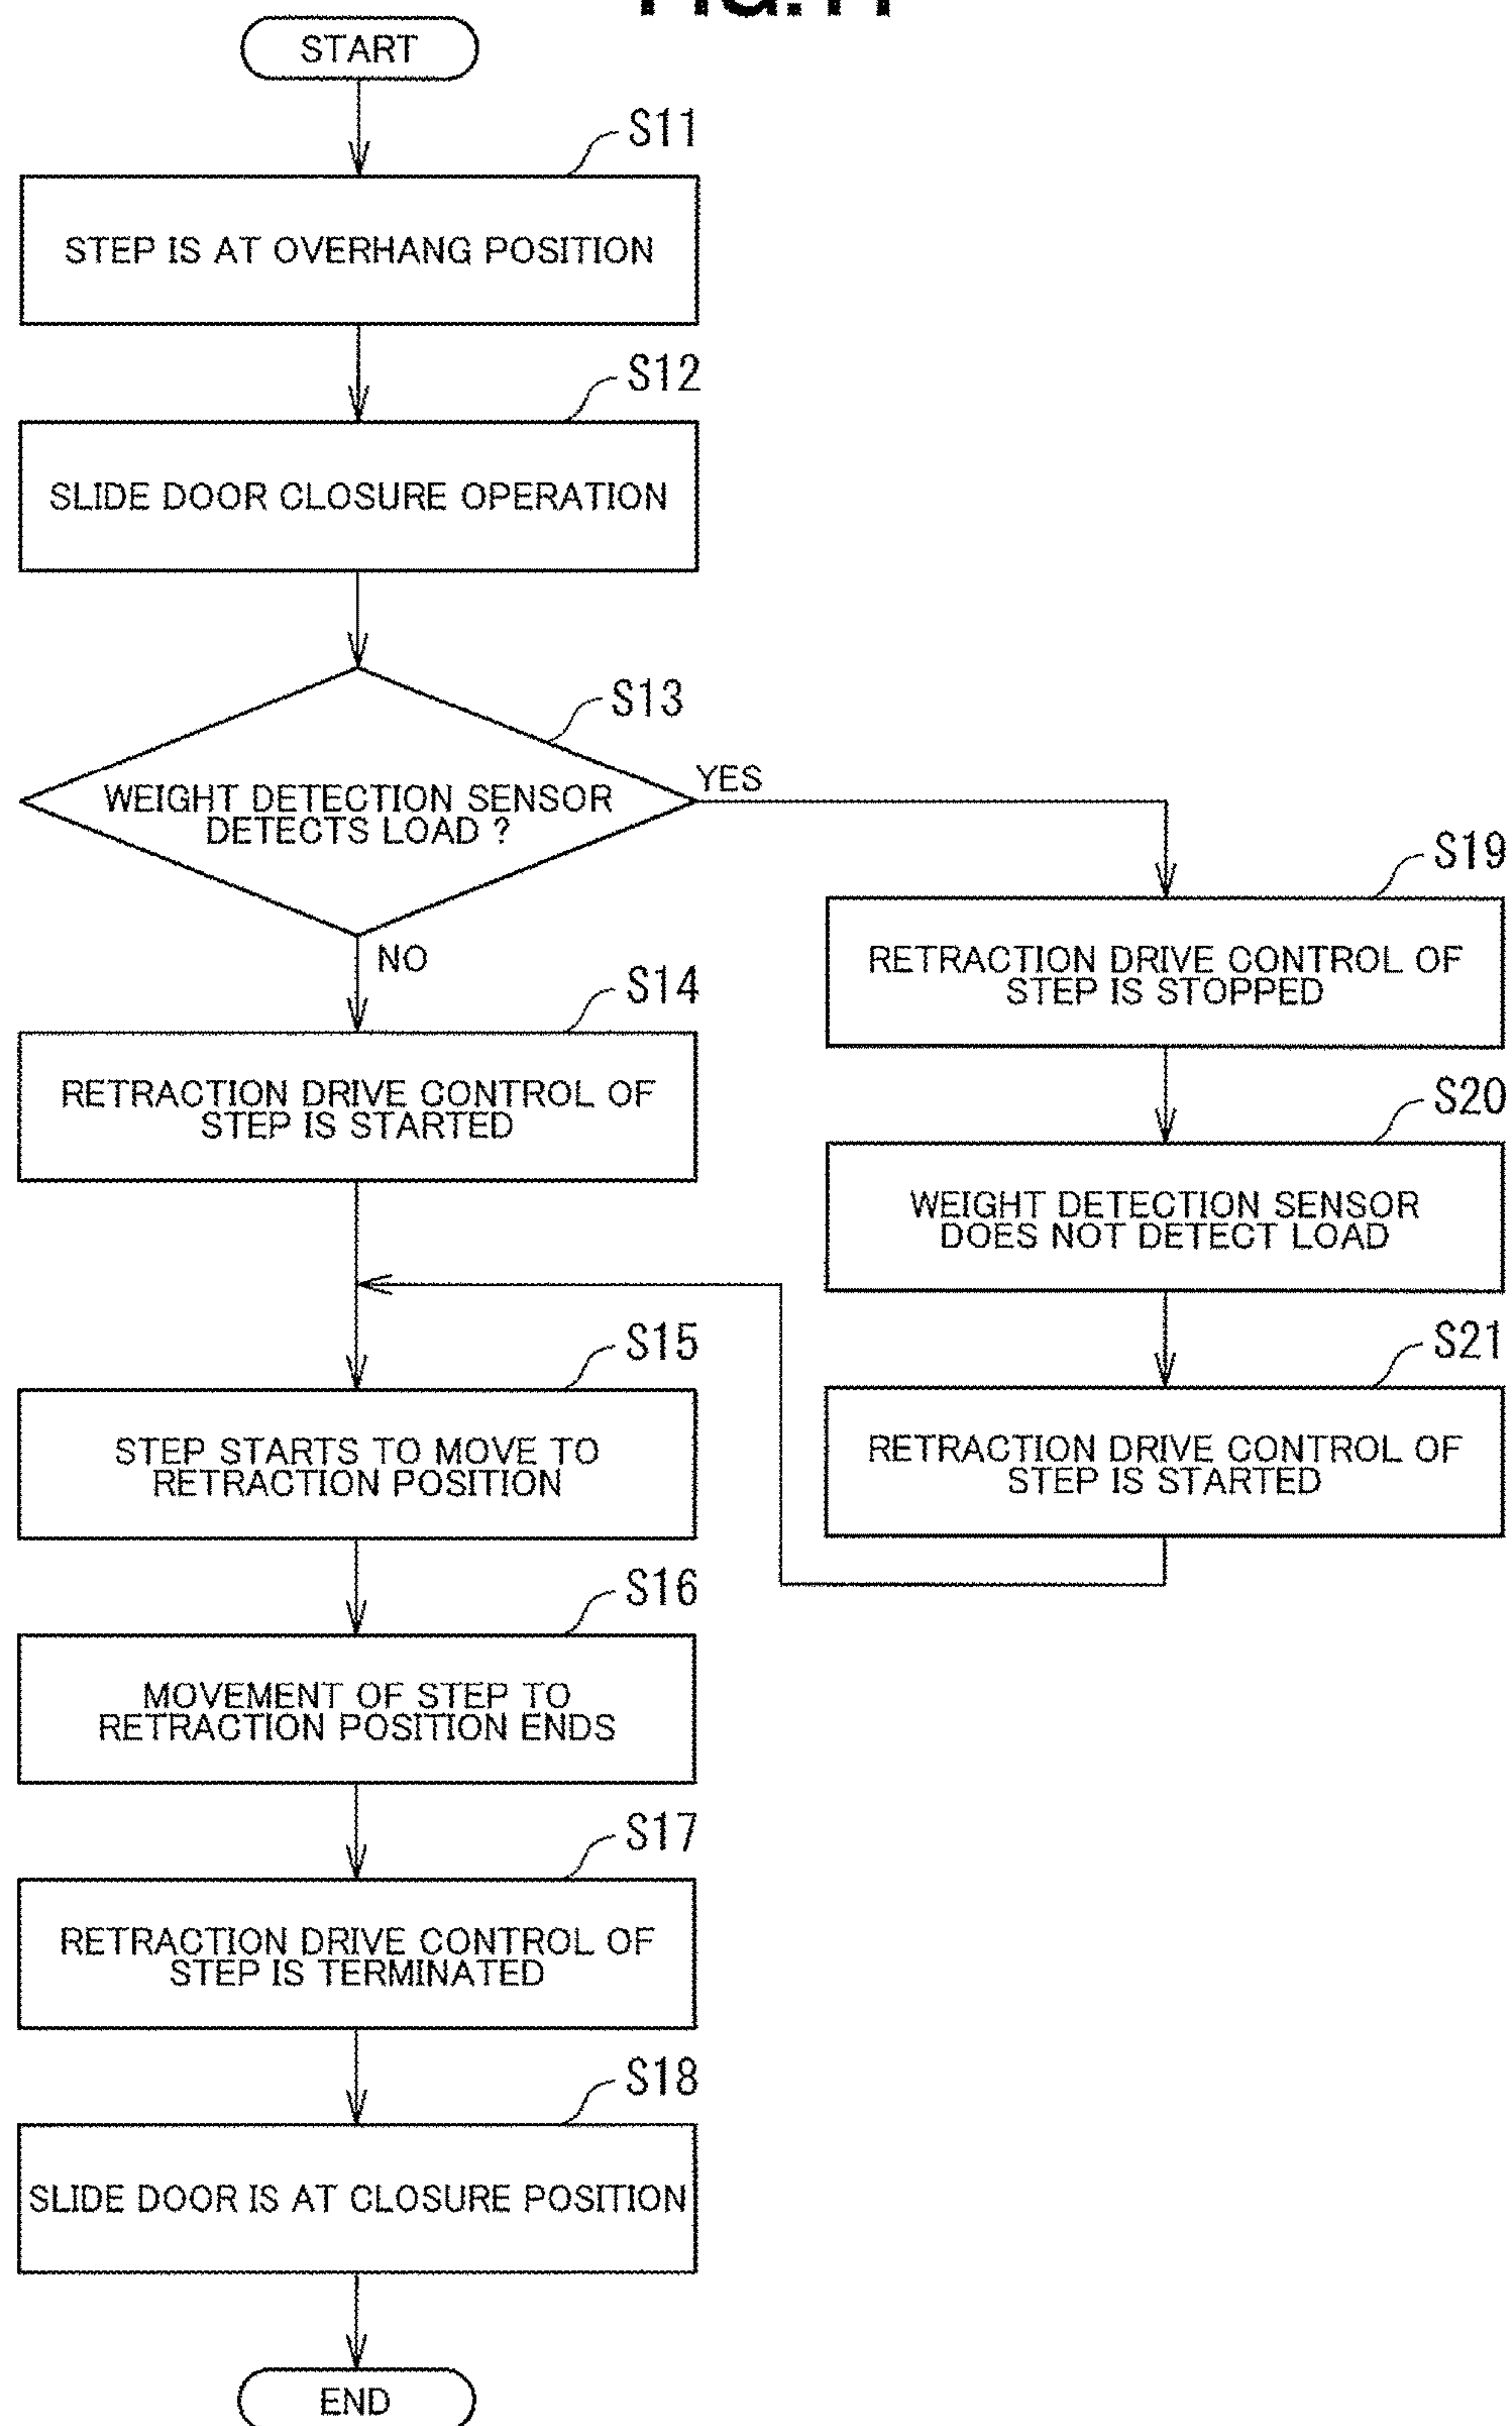 START
S11
STEP IS AT OVERHANG POSITION
S12
SLIDE DOOR CLOSURE OPERATION
S13
WEIGHT DETECTION SENSOR
DETECTS LOAD ?
YES
NO
S14
RETRACTION DRIVE CONTROL OF
STEP IS STARTED
S19
RETRACTION DRIVE CONTROL OF
STEP IS STOPPED
S20
WEIGHT DETECTION SENSOR
DOES NOT DETECT LOAD
S21
RETRACTION DRIVE CONTROL OF
STEP IS STARTED
S15
STEP STARTS TO MOVE TO
RETRACTION POSITION
S16
MOVEMENT OF STEP TO
RETRACTION POSITION ENDS
S17
RETRACTION DRIVE CONTROL OF
STEP IS TERMINATED
S18
SLIDE DOOR IS AT CLOSURE POSITION
END